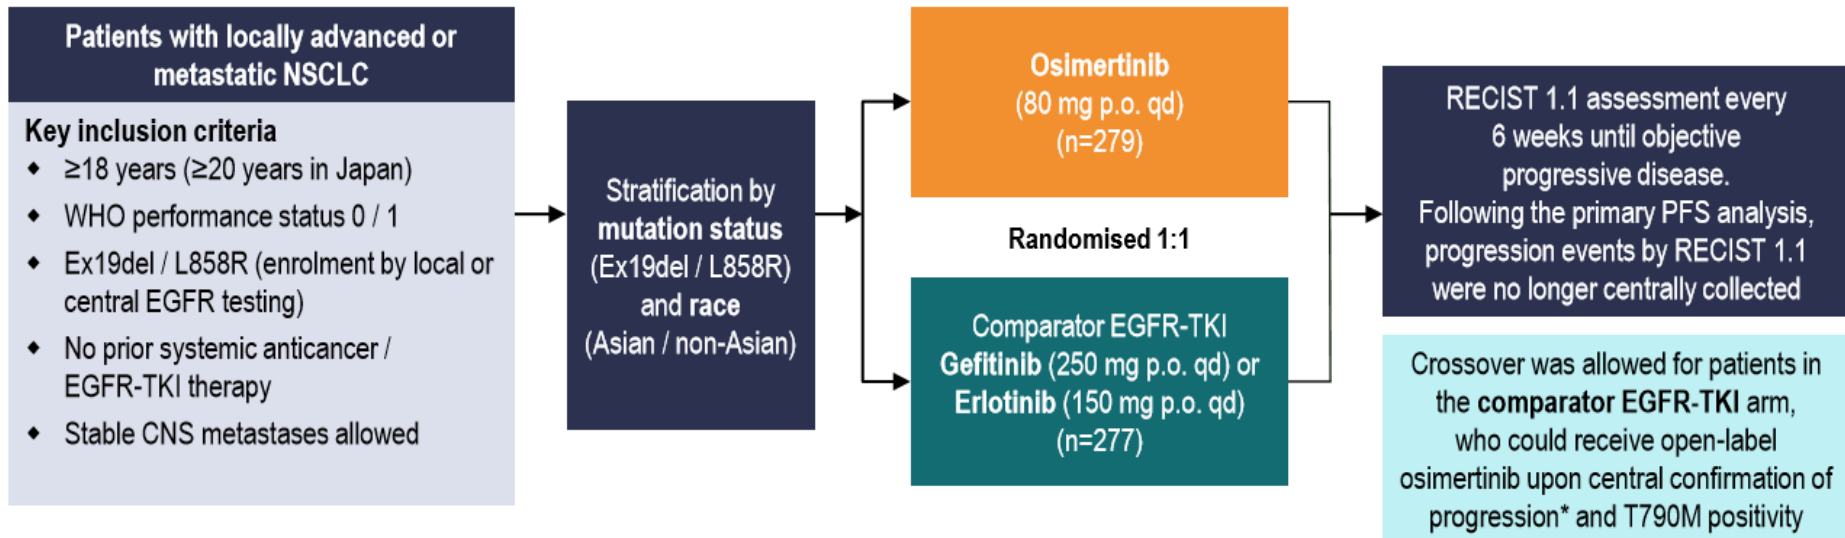 Patients with locally advanced or
metastatic NSCLC
Key inclusion criteria
◆ ≥18 years (≥20 years in Japan)
◆ WHO performance status 0 / 1
◆ Ex19del / L858R (enrolment by local or
central EGFR testing)
◆ No prior systemic anticancer /
EGFR-TKI therapy
◆ Stable CNS metastases allowed
Stratification by
mutation status
(Ex19del / L858R)
and race
(Asian / non-Asian)
Osimertinib
(80 mg p.o. qd)
(n=279)
Randomised 1:1
Comparator EGFR-TKI
Gefitinib (250 mg p.o. qd) or
Erlotinib (150 mg p.o. qd)
(n=277)
RECIST 1.1 assessment every
6 weeks until objective
progressive disease.
Following the primary PFS analysis,
progression events by RECIST 1.1
were no longer centrally collected
Crossover was allowed for patients in
the comparator EGFR-TKI arm,
who could receive open-label
osimertinib upon central confirmation of
progression* and T790M positivity